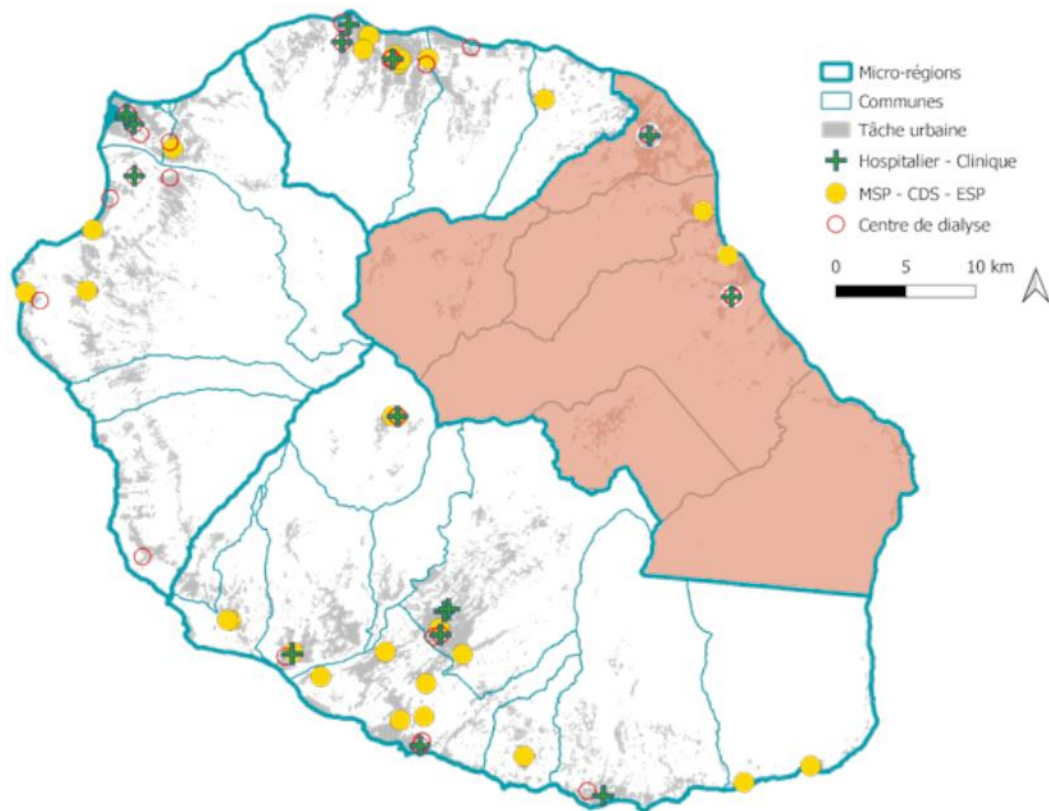 Micro-régions
Communes
Tâche urbaine
Hospitalier - Clinique
MSP - CDS - ESP
Centre de dialyse
0 5 10 km